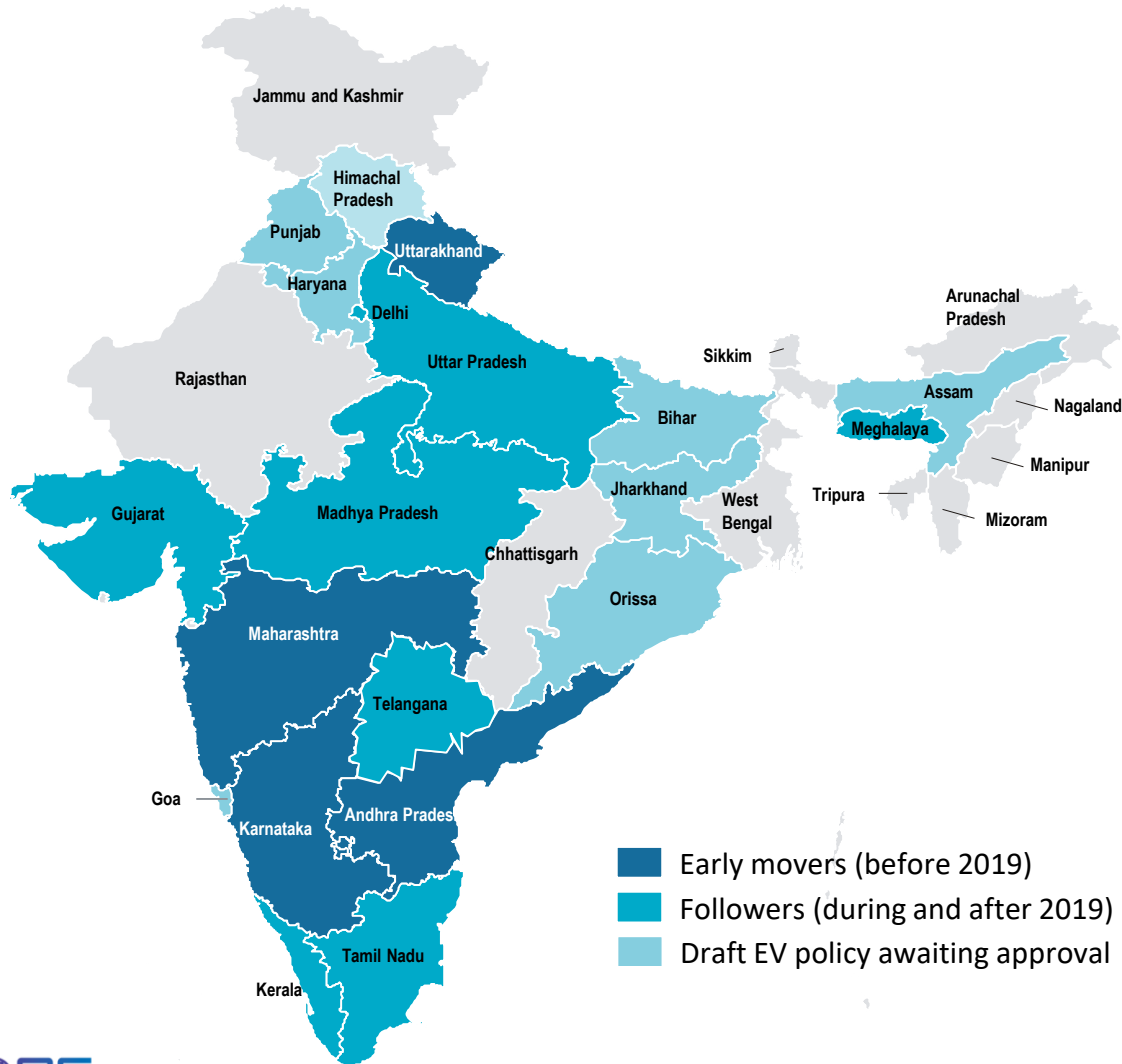 Jammu and Kashmir
Himachal
Pradesh
Punjab
Uttarakhand
Haryana
Delhi
Arunachal
Pradesh
Sikkim
Uttar Pradesh
Rajasthan
Assam
Nagaland
Bihar
Meghalaya
Manipur
Jharkhand
Tripura
West
Bengal
Gujarat
Madhya Pradesh
Mizoram
Chhattisgarh
Orissa
Maharashtra
Telangana
Goa
Andhra Prades
Karnataka
Early movers (before 2019)
Followers (during and after 2019)
Draft EV policy awaiting approval
Tamil Nadu
Kerala